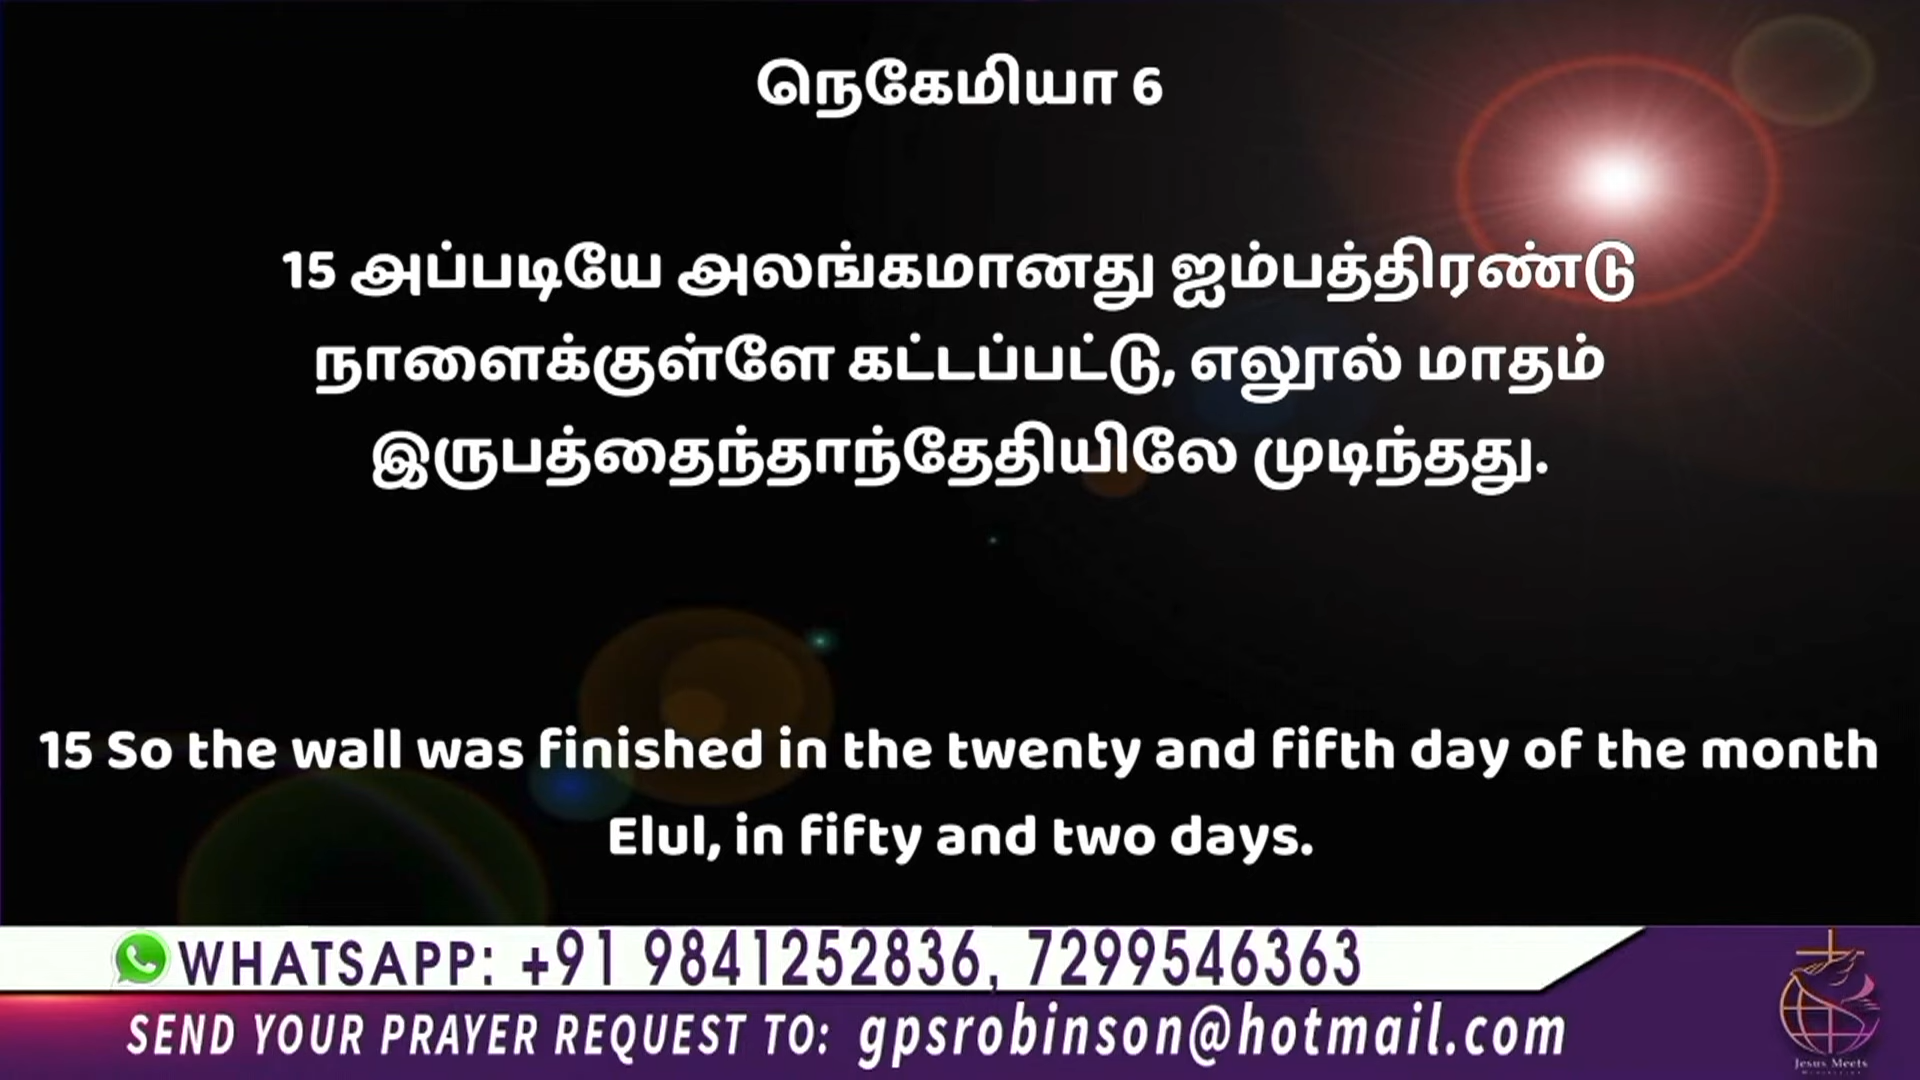 நெகேமியா 6
15 அப்படியே அலங்கமானது ஐம்பத்திரண்டு
நாளைக்குள்ளே கட்டப்பட்டு, எலூல் மாதம்
இருபத்தைந்தாந்தேதியிலே முடிந்தது.
15 So the wall was finished in the twenty and fifth day of the month
Elul, in fifty and two days.
WHATSAPP: +91 9841252836, 7299546363
SEND YOUR PRAYER REQUEST TO: gpsrobinson@hotmail.com
Jesus Meets